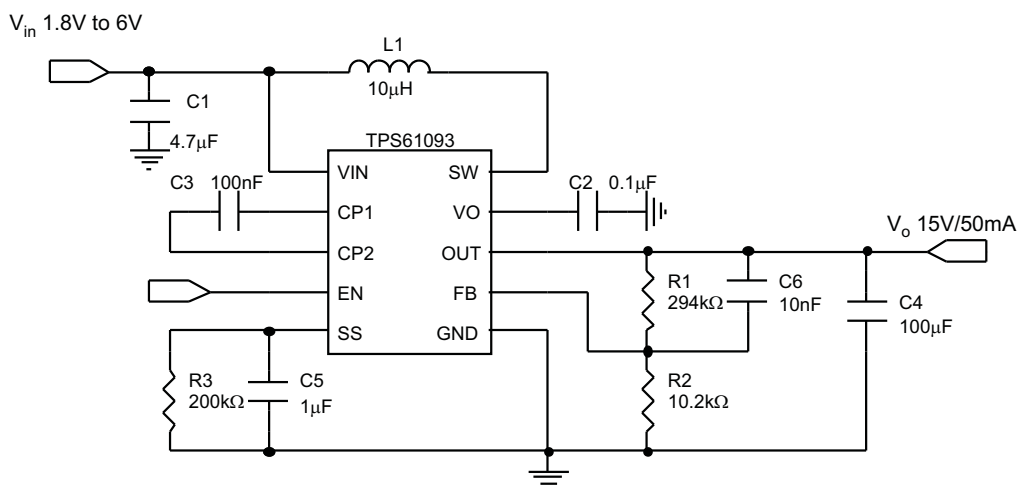 Vin 1.8V to 6V
L1
10μH
C1
4.7μF
TPS61093
C3 100nF
VIN SW
C2 0.1μF
CP1 VO
Vo 15V/50mA
CP2 OUT
EN FB
R1
294kΩ
C6
10nF
C4
100μF
SS GND
R3
200kΩ
C5
1μF
R2
10.2kΩ